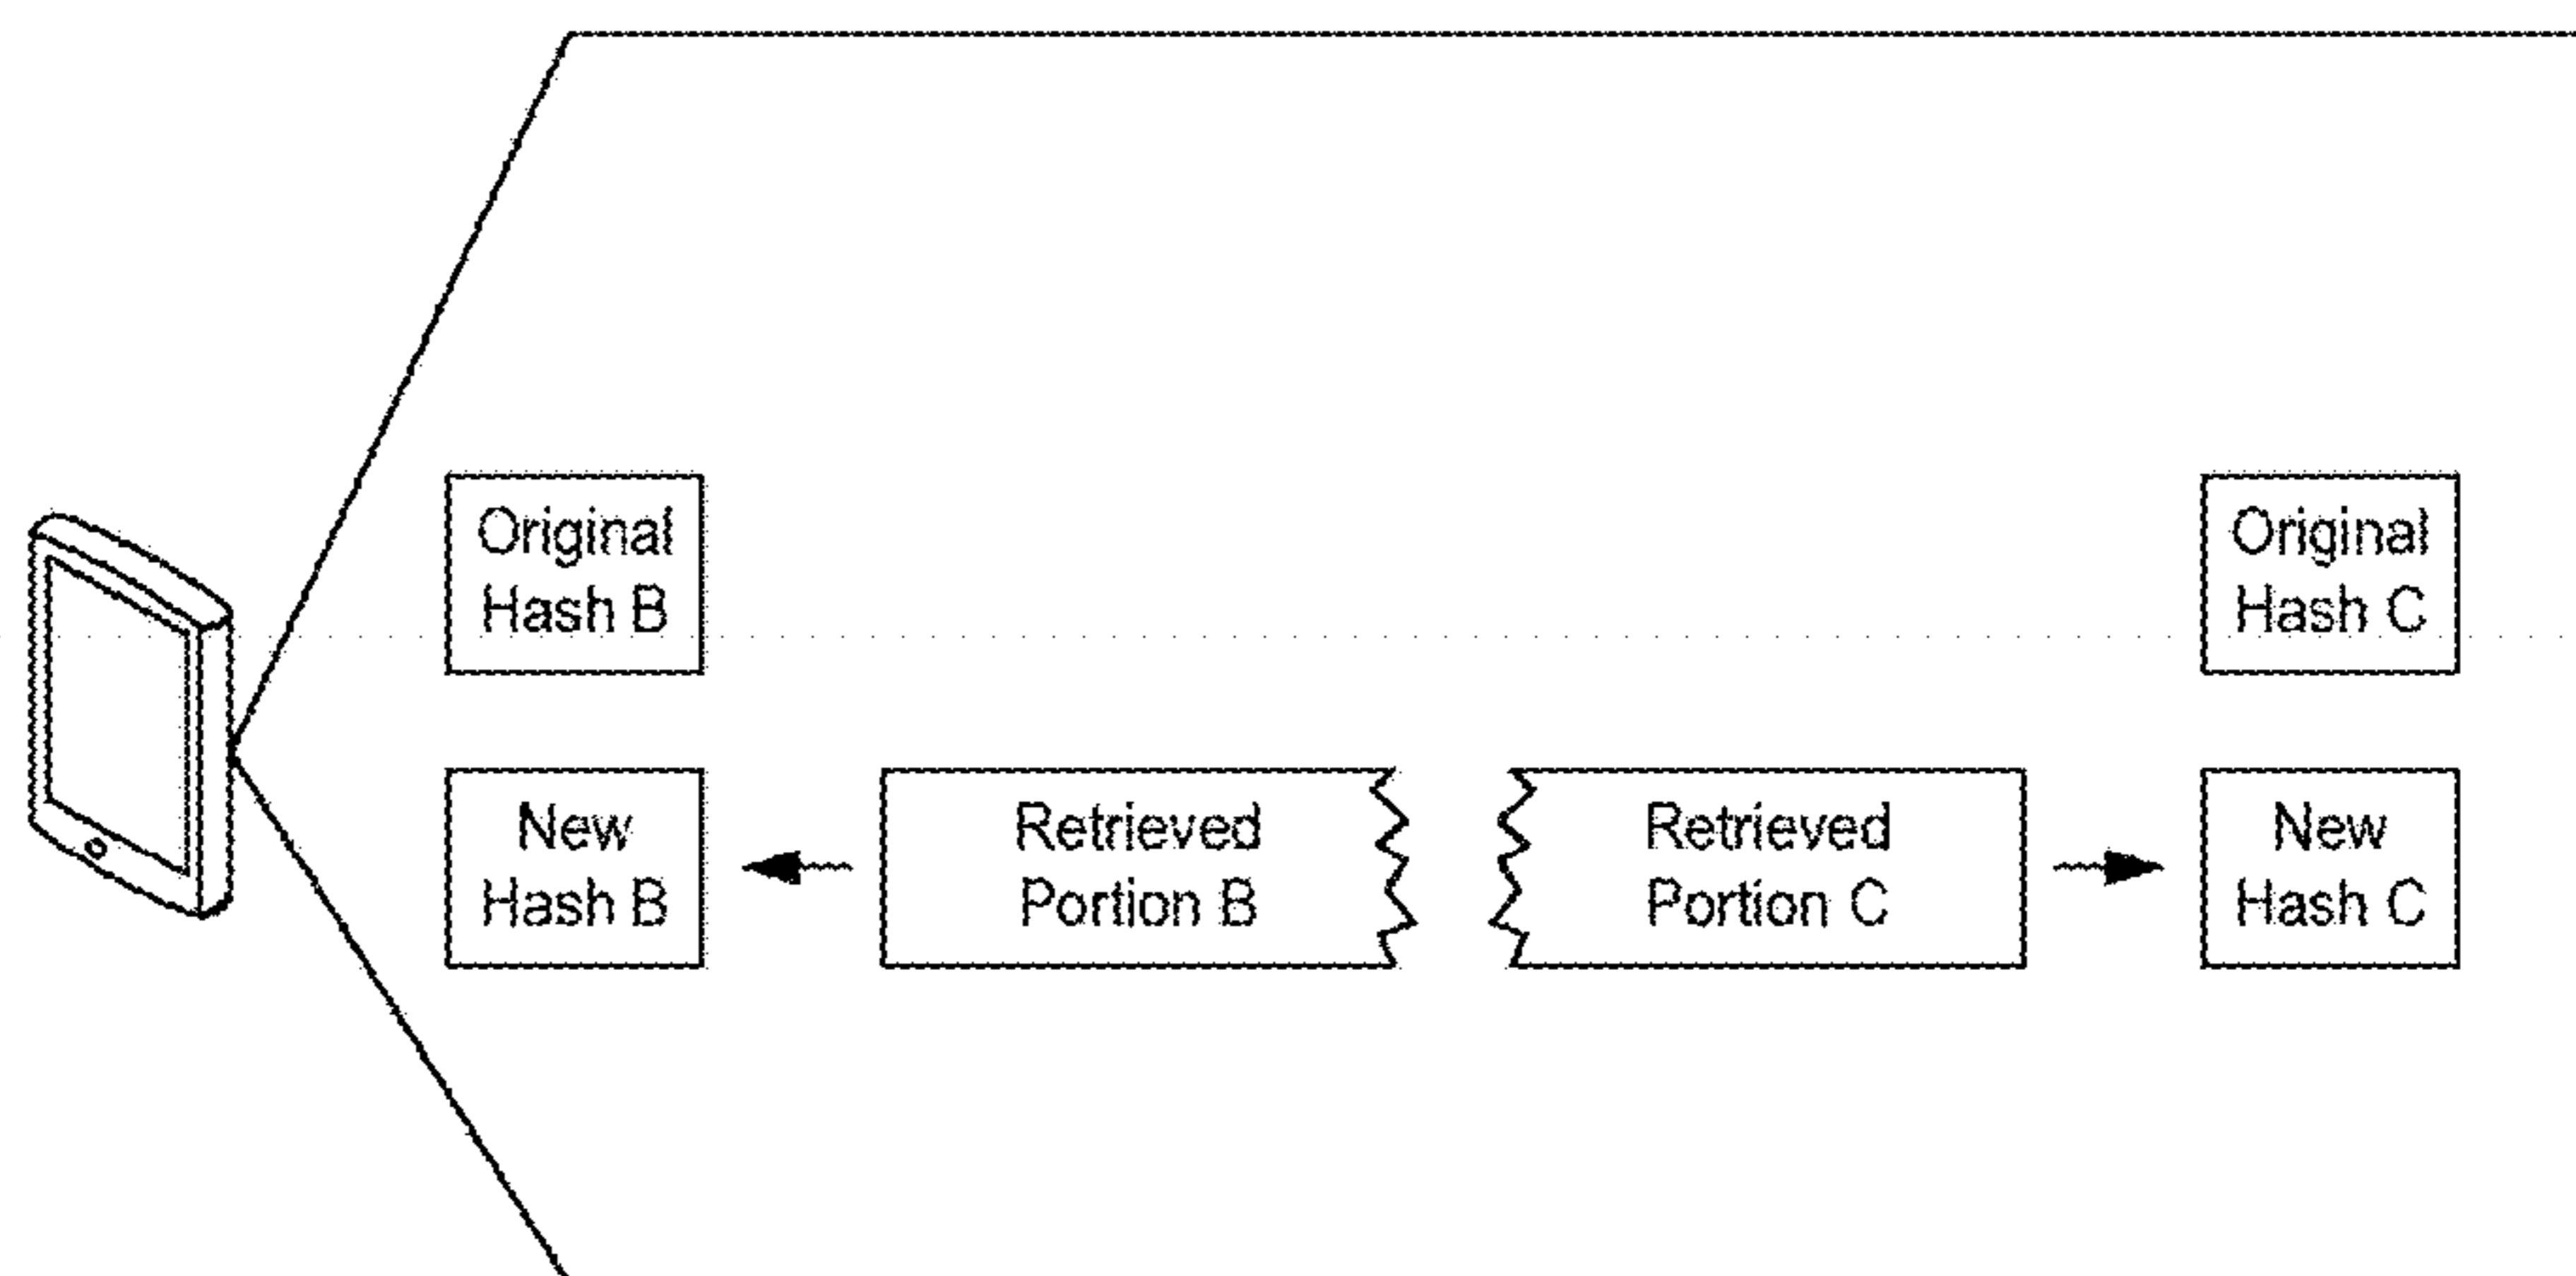 Original
Hash B
Original
Hash C
New
Hash B
Retrieved
Portion B
Retrieved
Portion C
New
Hash C